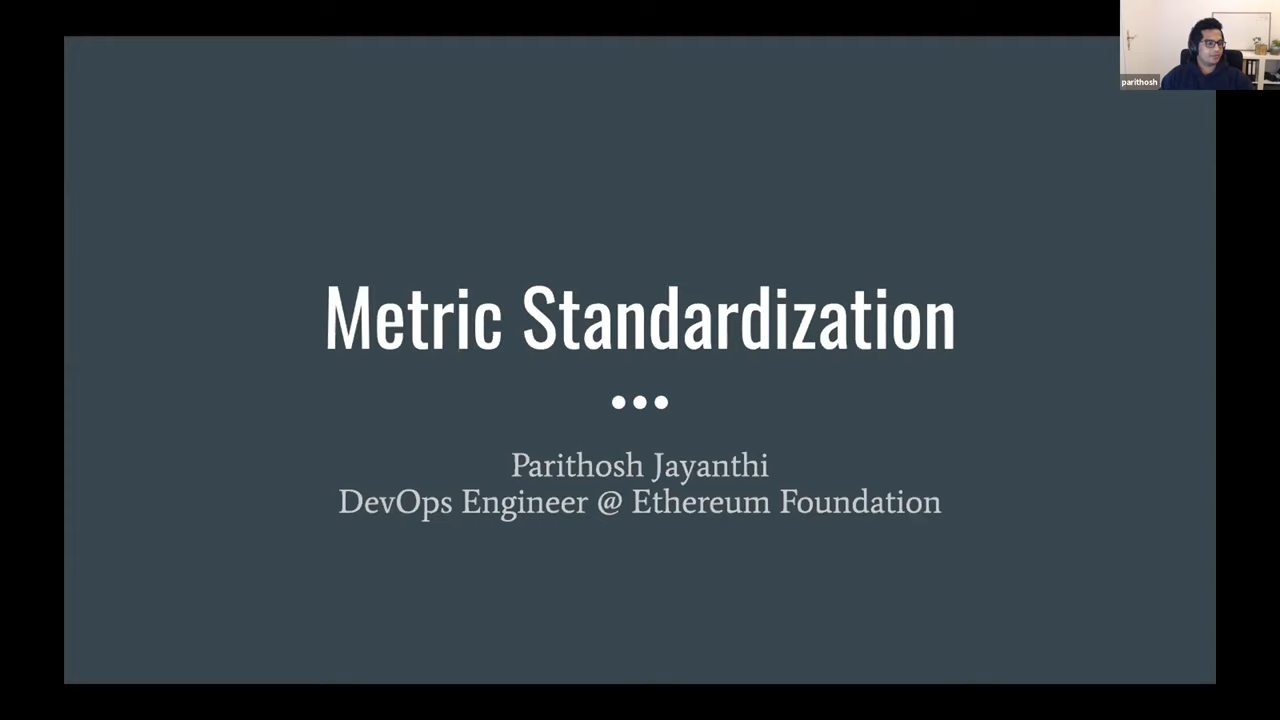 parithosh
Metric Standardization
Parithosh Jayanthi
DevOps Engineer @ Ethereum Foundation